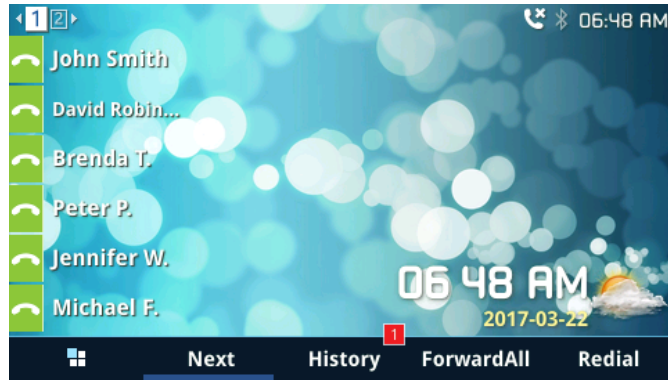 1 2 06:48 AM
John Smith
David Robin...
Brenda T.
Peter P.
Jennifer W.
Michael F.
06 48 AM
2017-03-22
1
Next History ForwardAll Redial